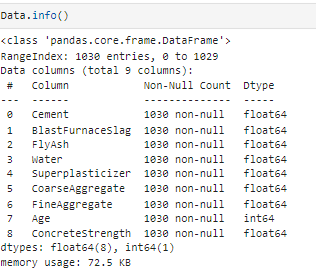 Data.info()
<class 'pandas.core.frame.DataFrame'>
RangeIndex: 1030 entries, 0 to 1029
Data columns (total 9 columns):
 #   Column            Non-Null Count  Dtype
---  ------            --------------  -----
 0   Cement            1030 non-null   float64
 1   BlastFurnaceSlag  1030 non-null   float64
 2   FlyAsh            1030 non-null   float64
 3   Water             1030 non-null   float64
 4   Superplasticizer  1030 non-null   float64
 5   CoarseAggregate   1030 non-null   float64
 6   FineAggregate     1030 non-null   float64
 7   Age               1030 non-null   int64
 8   ConcreteStrength  1030 non-null   float64
dtypes: float64(8), int64(1)
memory usage: 72.5 KB